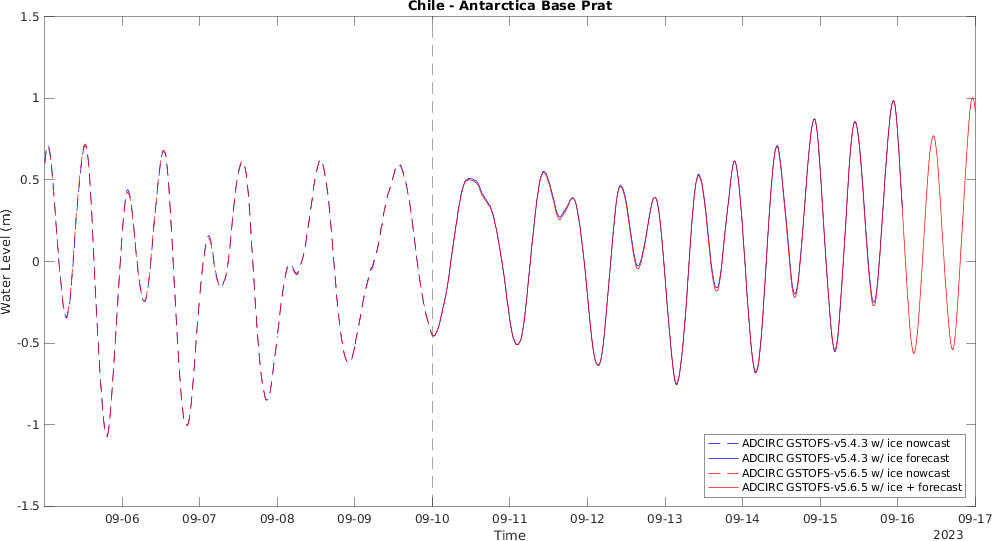 Chile - Antarctica Base Prat
1.5
1
0.5
0
-0.5
-1
-1.5
Water Level (m)
ADCIRC GSTOFS-v5.4.3 w/ ice nowcast
ADCIRC GSTOFS-v5.4.3 w/ ice forecast
ADCIRC GSTOFS-v5.6.5 w/ ice nowcast
ADCIRC GSTOFS-v5.6.5 w/ ice + forecast
09-06 09-07 09-08 09-09 09-10 09-11 09-12 09-13 09-14 09-15 09-16 09-17
Time
2023